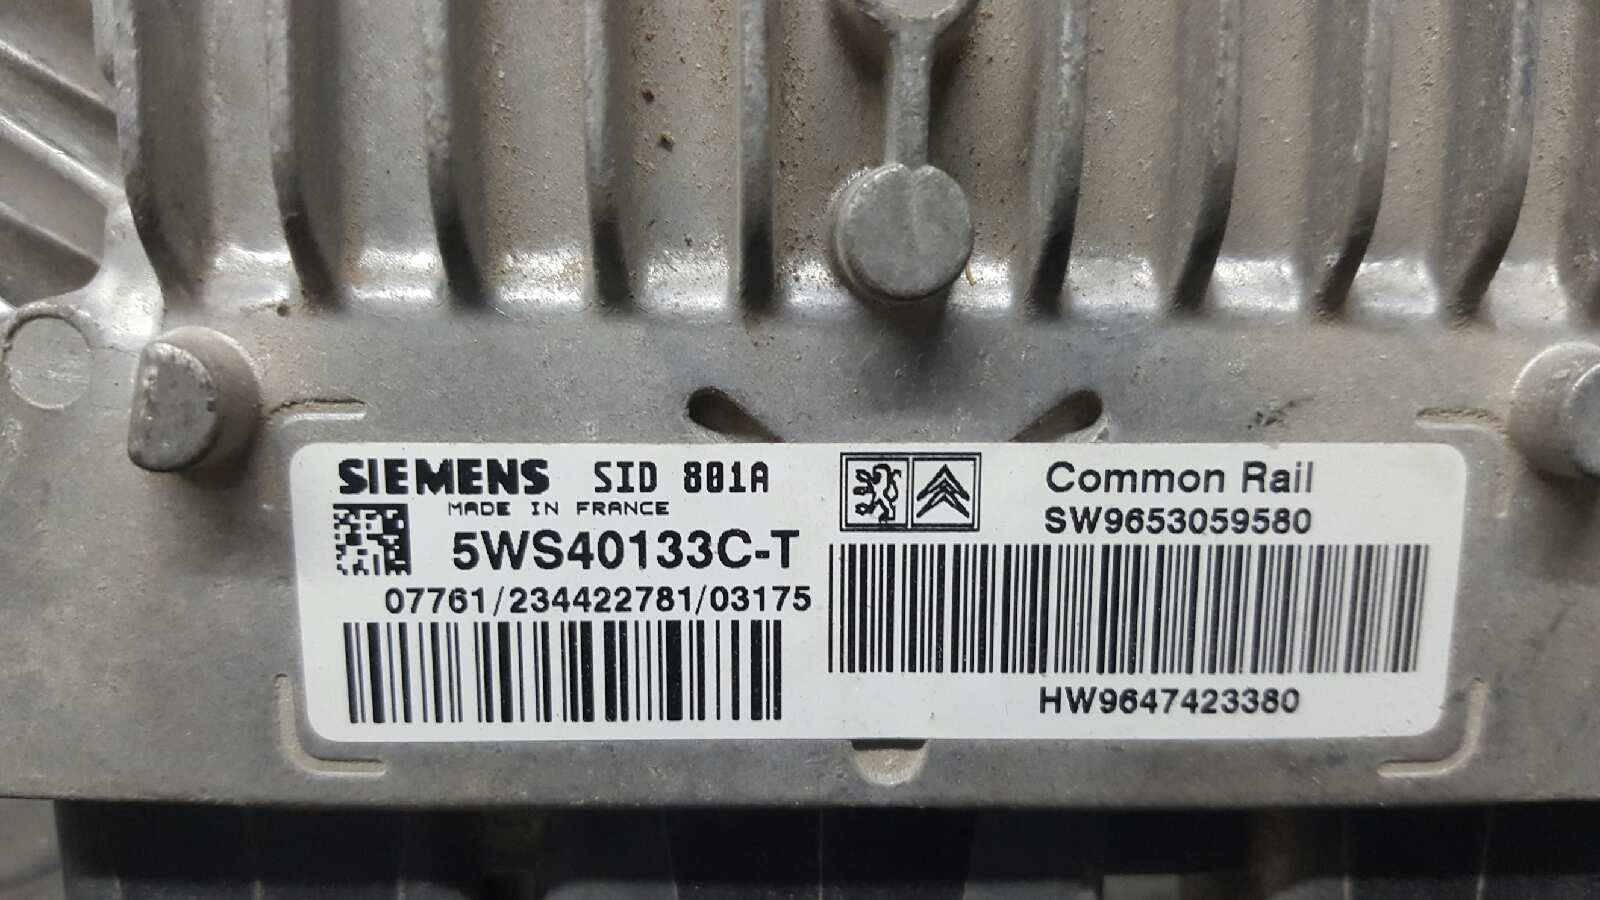 SIEMENS SID 801A
MADE IN FRANCE
5WS40133C-T
07761/234422781/03175
Common Rail
SW9653059580
HW9647423380